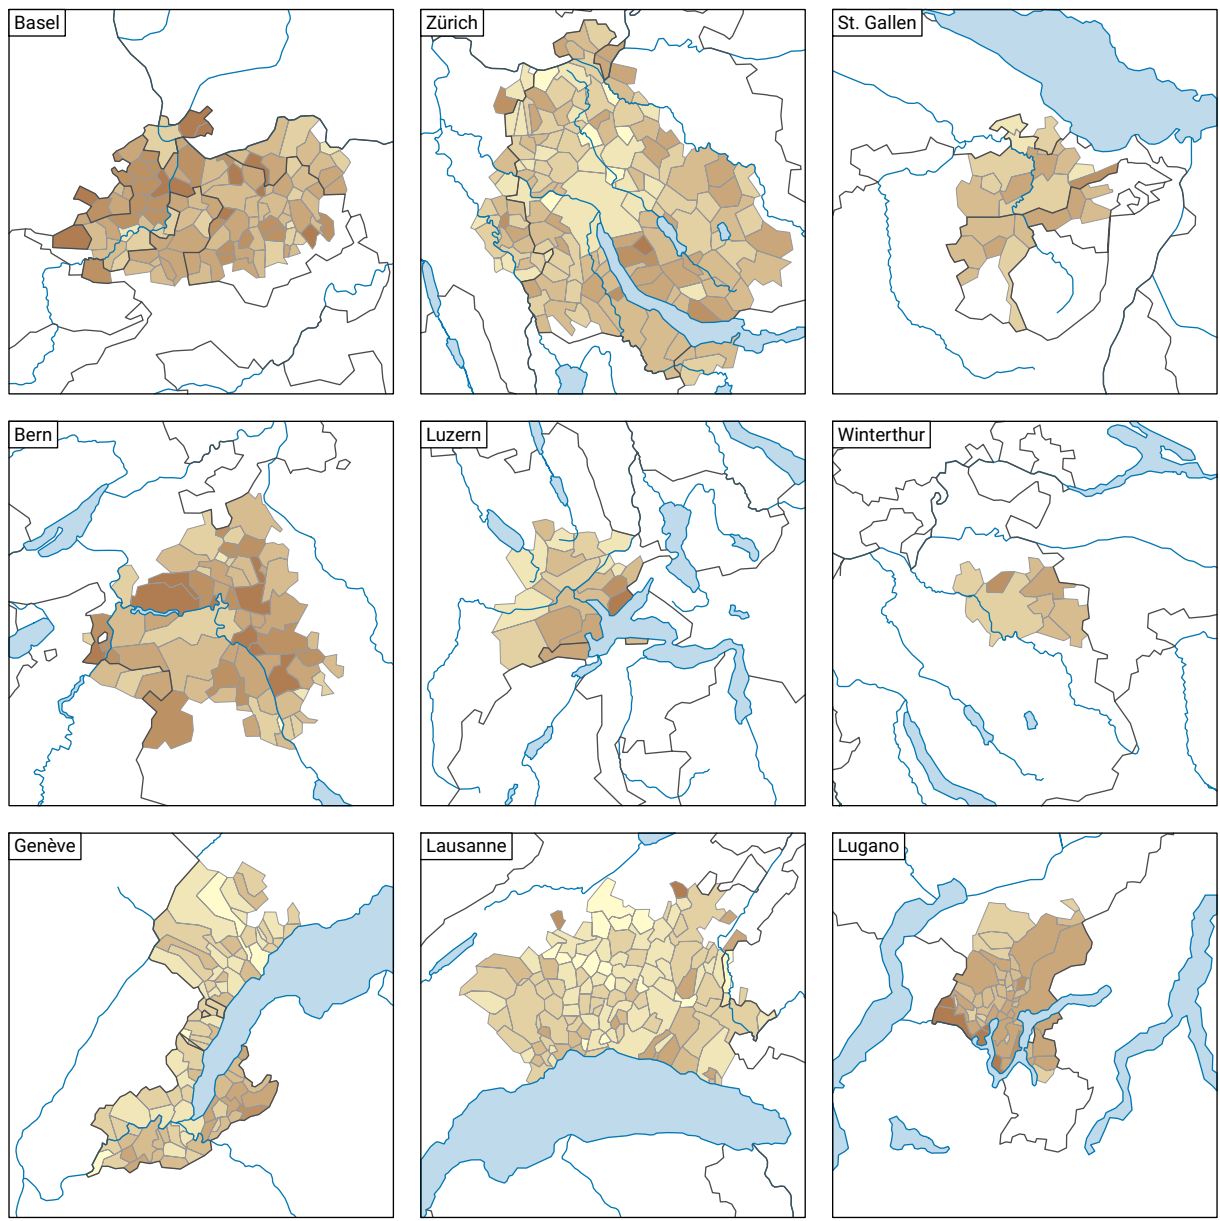 Basel
Zürich
St. Gallen
Bern
Luzern
Winterthur
Genève
Lausanne
Lugano